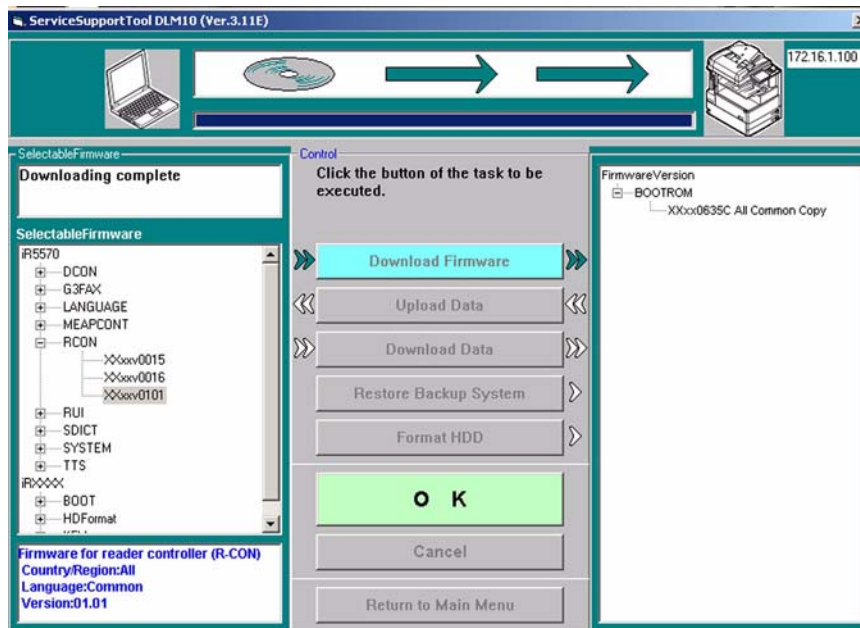 ServiceSupportTool DLM10 (Ver.3.11E)
172.16.1.100
SelectableFirmware
Downloading complete
SelectableFirmware
iR5570
DCON
G3FAX
LANGUAGE
MEAPCONT
RCON
XXxxv0015
XXxxv0016
XXxxv0101
RUI
SDICT
SYSTEM
TTS
iRXXXX
BOOT
HDFormat
Firmware for reader controller (R-CON)
Country/Region:All
Language:Common
Version:01.01
Control
Click the button of the task to be
executed.
Download Firmware
Upload Data
Download Data
Restore Backup System
Format HDD
O K
Cancel
Return to Main Menu
FirmwareVersion
BOOTROM
XXxx0635C All Common Copy